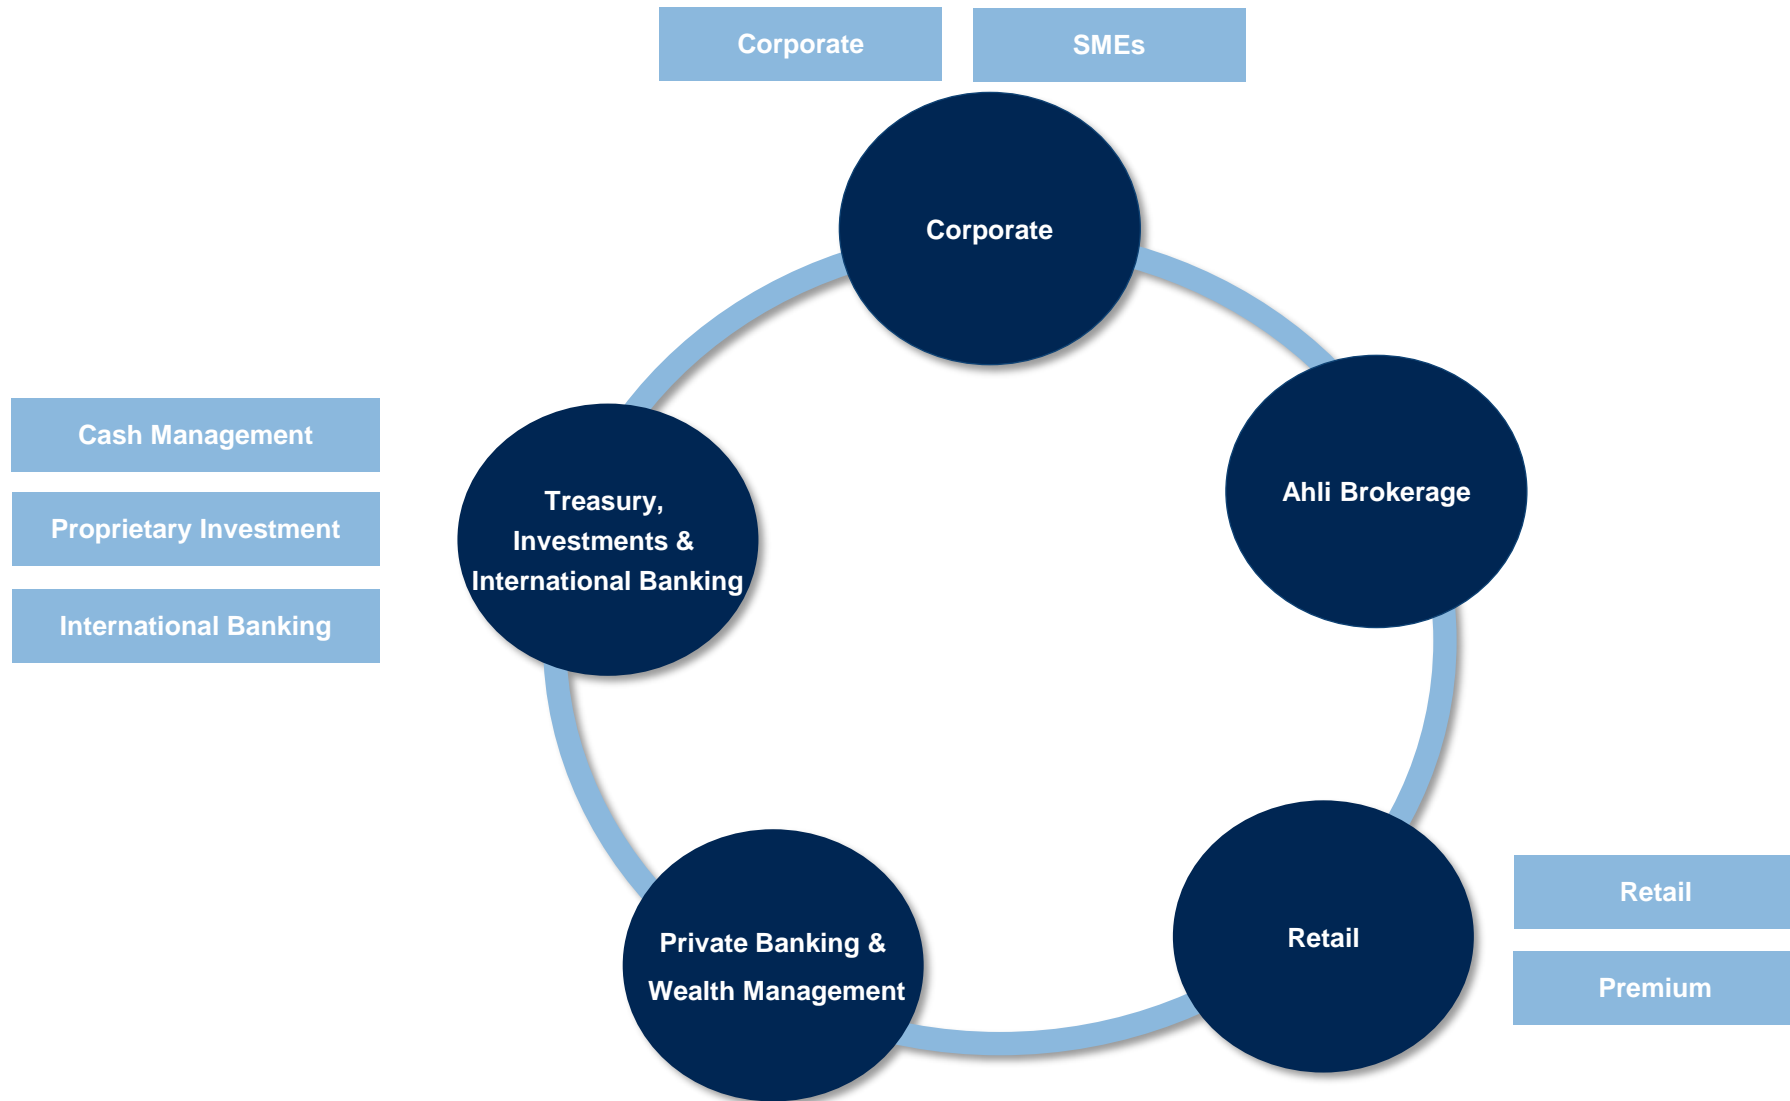 Corporate
SMEs
Corporate
Ahli Brokerage
Cash Management
Proprietary Investment
International Banking
Treasury,
Investments &
International Banking
Private Banking &
Wealth Management
Retail
Retail
Premium